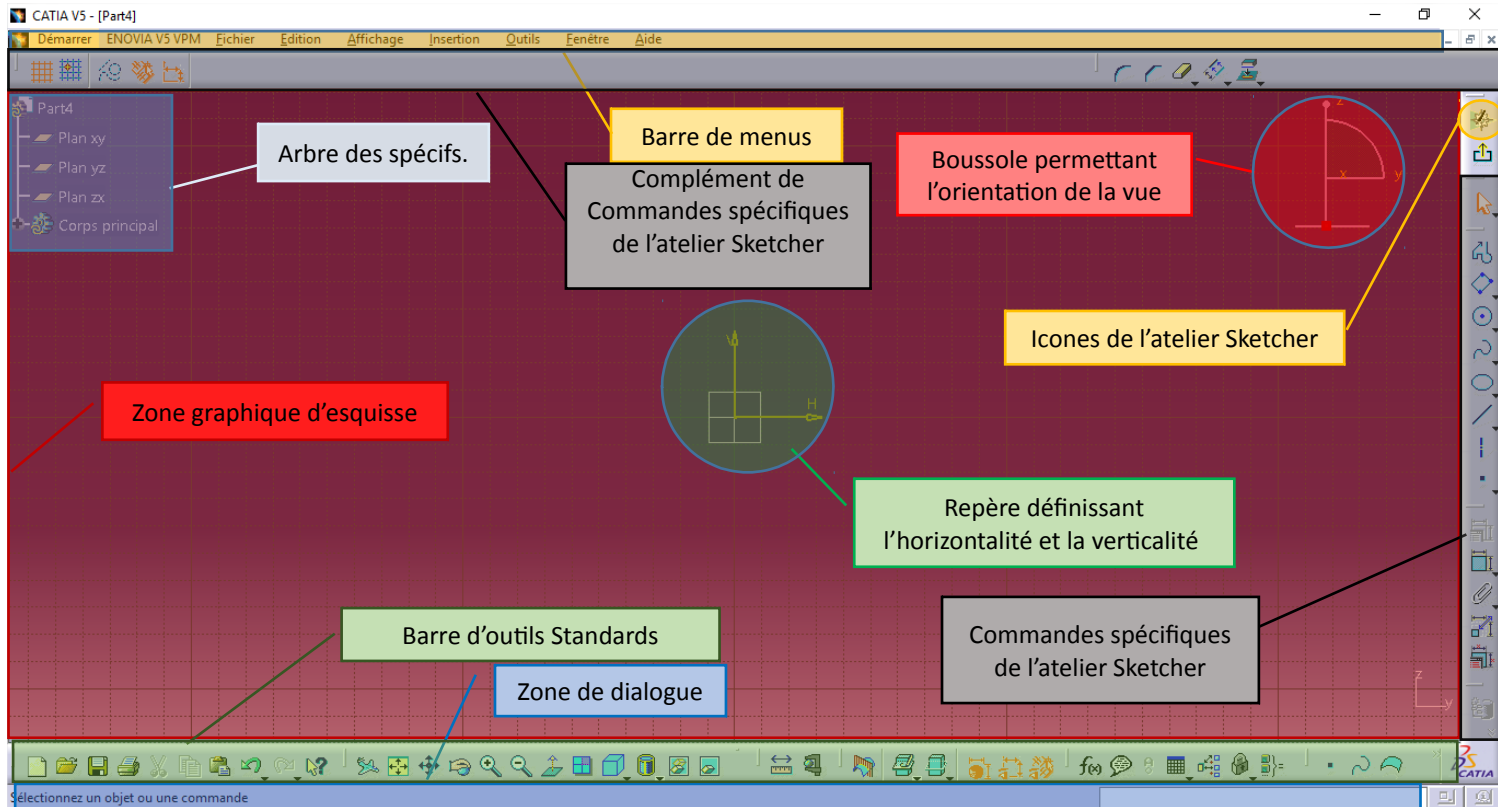 CATIA V5 - [Part4]
Démarrer ENOVIA V5 VPM Fichier Edition Affichage Insertion Outils Fenêtre Aide
Part4
Plan xy
Plan yz
Plan zx
Corps principal
Arbre des spécifs.
Barre de menus
Complément de
Commandes spécifiques
de l'atelier Sketcher
Boussole permettant
l'orientation de la vue
z
x
y
Icones de l'atelier Sketcher
V
H
Zone graphique d'esquisse
Repère définissant
l'horizontalité et la verticalité
Barre d'outils Standards
Zone de dialogue
Commandes spécifiques
de l'atelier Sketcher
z
y
f(x)
CATIA
Sélectionnez un objet ou une commande